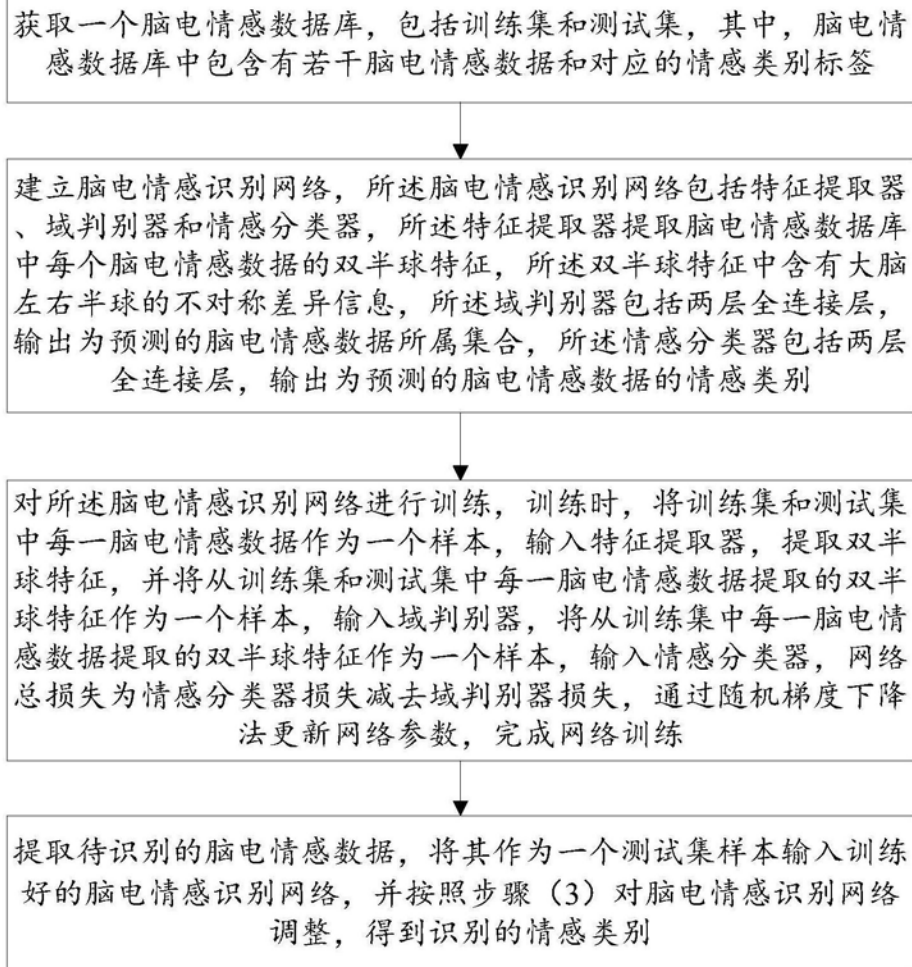 获取一个脑电情感数据库，包括训练集和测试集，其中，脑电情
感数据库中包含有若干脑电情感数据和对应的情感类别标签
建立脑电情感识别网络，所述脑电情感识别网络包括特征提取器
、域判别器和情感分类器，所述特征提取器提取脑电情感数据库
中每个脑电情感数据的双半球特征，所述双半球特征中含有大脑
左右半球的不对称差异信息，所述域判别器包括两层全连接层，
输出为预测的脑电情感数据所属集合，所述情感分类器包括两层
全连接层，输出为预测的脑电情感数据的情感类别
对所述脑电情感识别网络进行训练，训练时，将训练集和测试集
中每一脑电情感数据作为一个样本，输入特征提取器，提取双半
球特征，并将从训练集和测试集中每一脑电情感数据提取的双半
球特征作为一个样本，输入域判别器，将从训练集中每一脑电情
感数据提取的双半球特征作为一个样本，输入情感分类器，网络
总损失为情感分类器损失减去域判别器损失，通过随机梯度下降
法更新网络参数，完成网络训练
提取待识别的脑电情感数据，将其作为一个测试集样本输入训练
好的脑电情感识别网络，并按照步骤（3）对脑电情感识别网络
调整，得到识别的情感类别